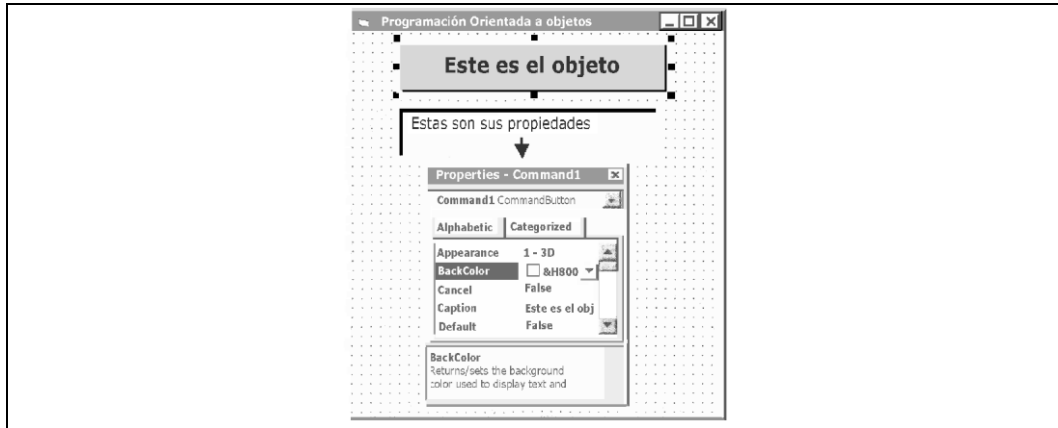 Programación Orientada a objetos
Este es el objeto
Estas son sus propiedades
Properties - Command1
Command1 CommandButton
Alphabetic Categorized
Appearance 1 - 3D
BackColor &H800
Cancel False
Caption Este es el obj
Default False
BackColor
Returns/sets the background
color used to display text and